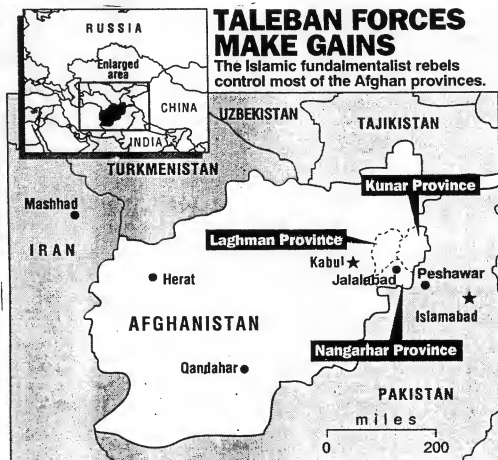 TALEBAN FORCES
MAKE GAINS
The Islamic fundalmentalist rebels
control most of the Afghan provinces.
RUSSIA
Enlarged
area
CHINA
INDIA
UZBEKISTAN
TAJIKISTAN
TURKMENISTAN
Kunar Province
Mashhad
Laghman Province
IRAN
Kabul
Herat
Jalalabad
Peshawar
Islamabad
AFGHANISTAN
Nangarhar Province
Qandahar
PAKISTAN
miles
0 200